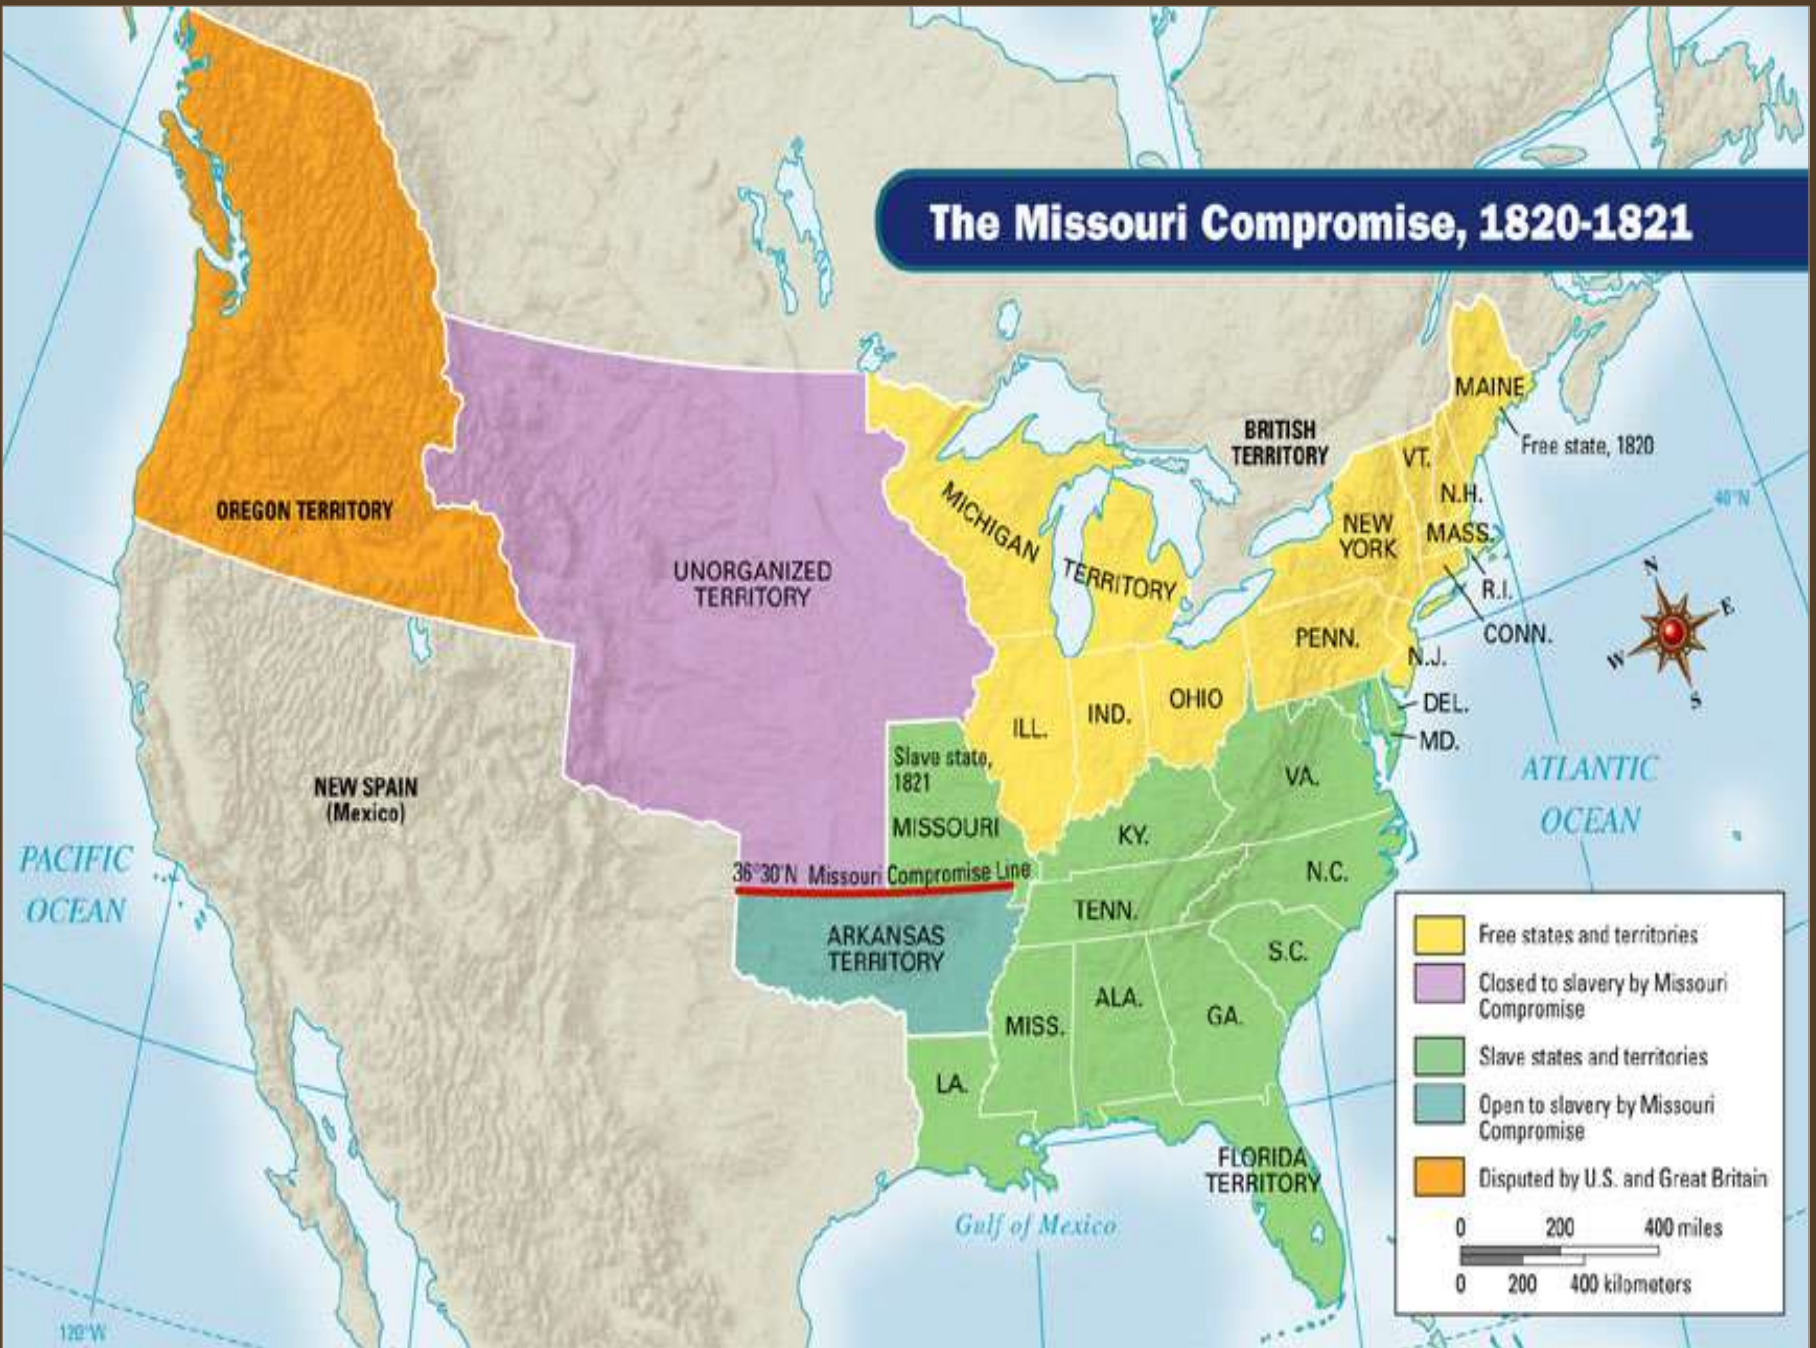 The Missouri Compromise, 1820-1821
MAINE
Free state, 1820
BRITISH
TERRITORY
VT.
N.H.
40°N
MICHIGAN
TERRITORY
NEW
YORK
MASS.
OREGON TERRITORY
UNORGANIZED
TERRITORY
R.I.
CONN.
N
E
W
S
PENN.
N.J.
DEL.
MD.
ILL.
IND.
OHIO
Slave state,
1821
MISSOURI
VA.
ATLANTIC
OCEAN
NEW SPAIN
(Mexico)
KY.
PACIFIC
OCEAN
36°30'N Missouri Compromise Line
N.C.
TENN.
ARKANSAS
TERRITORY
S.C.
MISS.
ALA.
GA.
LA.
FLORIDA
TERRITORY
Gulf of Mexico
Free states and territories
Closed to slavery by Missouri
Compromise
Slave states and territories
Open to slavery by Missouri
Compromise
Disputed by U.S. and Great Britain
0 200 400 miles
0 200 400 kilometers
120°W